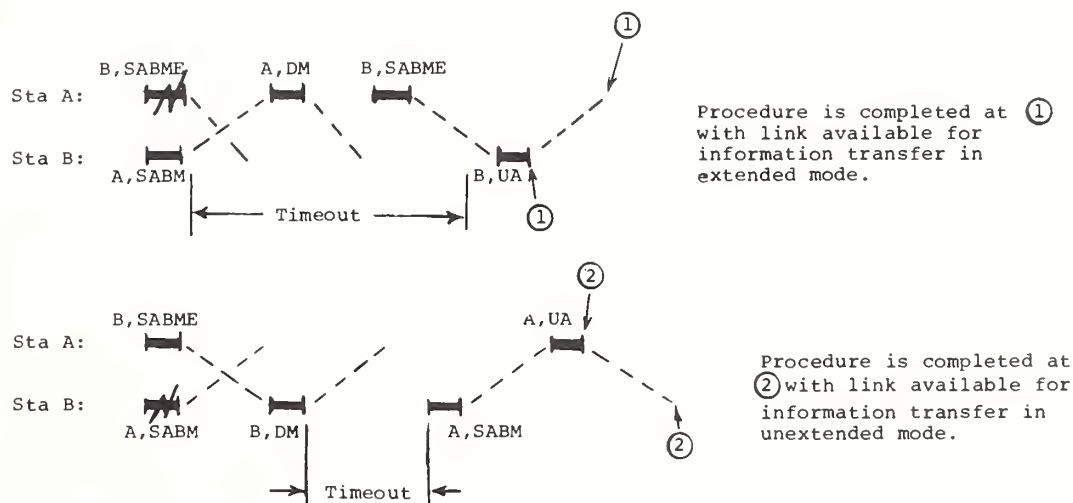 ①
B,SABME A,DM B,SABME
Sta A:
Sta B:
A,SABM B,UA
①
Timeout
Procedure is completed at ①
with link available for
information transfer in
extended mode.
②
B,SABME A,UA
Sta A:
Sta B:
A,SABM B,DM A,SABM
②
Timeout
Procedure is completed at
② with link available for
information transfer in
unextended mode.